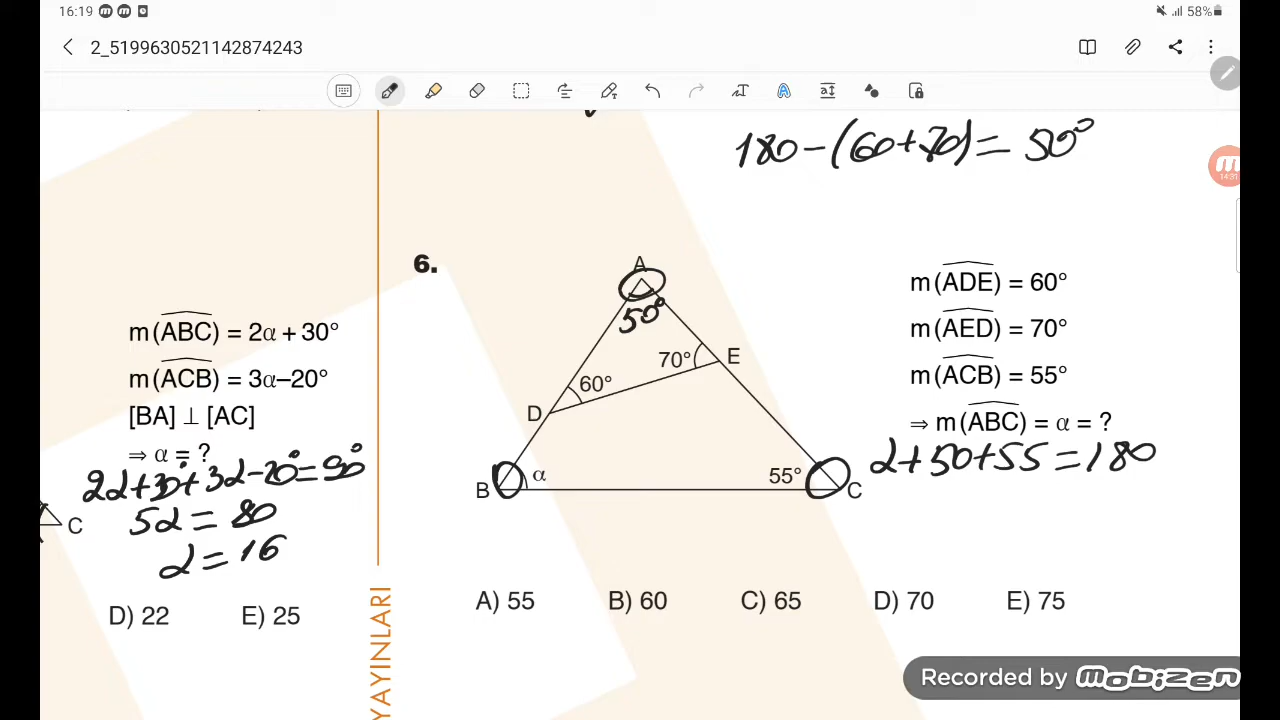 16:19
58%
2_5199630521142874243
180-(60+70)=50°
14:31
6.
A
50°
70°
E
60°
D
B
α
55°
C
m(ADE) = 60°
m(AED) = 70°
m(ACB) = 55°
⇒ m(ABC) = α = ?
α+50+55=180
A) 55 B) 60 C) 65 D) 70 E) 75
m(ABC) = 2α + 30°
m(ACB) = 3α–20°
[BA] ⊥ [AC]
⇒ α = ?
2α+30°+3α-20°=90°
5α=80
α=16
C
D) 22 E) 25
YAYINLARI
Recorded by mobizen